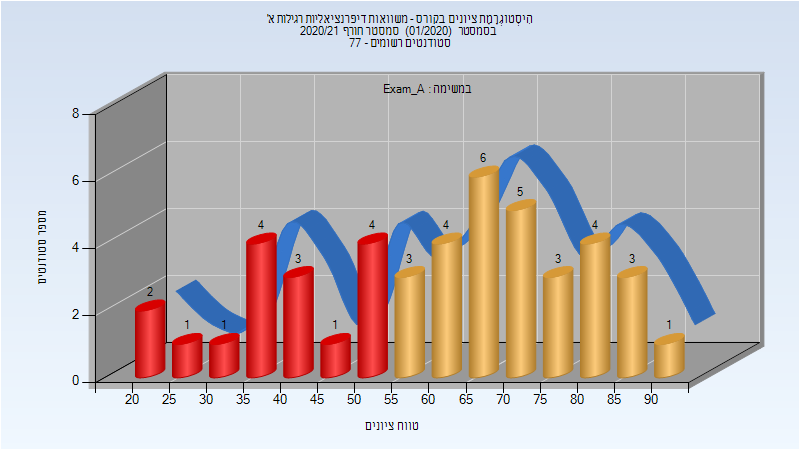 היסטוגרמת ציונים בקורס - משוואות דיפרנציאליות רגילות א'
בסמסטר (01/2020) סמסטר חורף 2020/21
סטודנטים רשומים - 77
במשימה : Exam_A
מספר סטודנטים
8
6
4
2
0
2
1
1
4
3
1
4
3
4
6
5
3
4
3
1
20 25 30 35 40 45 50 55 60 65 70 75 80 85 90
טווח ציונים